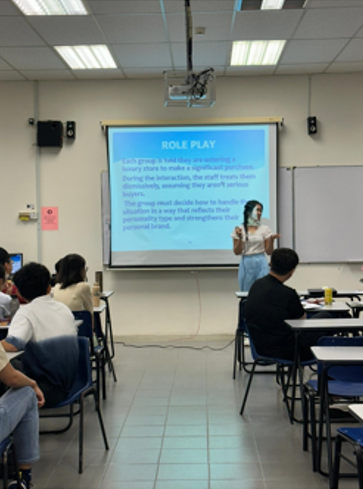 ROLE PLAY
Each group is told they are entering a
luxury store to make a significant purchase.
During the interaction, the staff treats them
dismissively, assuming they aren't serious
buyers.
The group must decide how to handle
situation in a way that reflects their
personality type and strengthens their
personal brand.